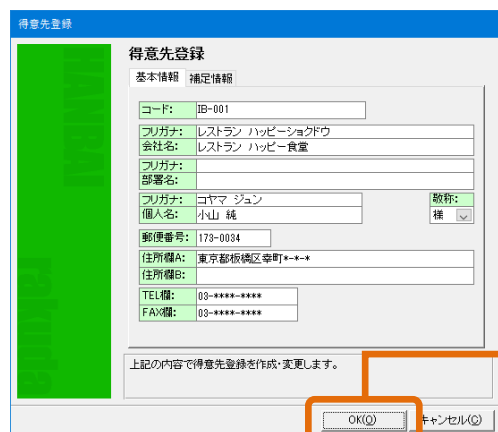 得意先登録
HANBAI
rakuda
得意先登録
基本情報 補足情報
コード: IB-001
フリガナ: レストラン ハッピーショクドウ
会社名: レストラン ハッピー食堂
フリガナ:
部署名:
フリガナ: コヤマ ジュン 敬称:
個人名: 小山 純 様
郵便番号: 173-0034
住所欄A: 東京都板橋区幸町*-*-*
住所欄B:
TEL欄: 03-****-****
FAX欄: 03-****-****
上記の内容で得意先登録を作成・変更します。
OK(O) キャンセル(C)